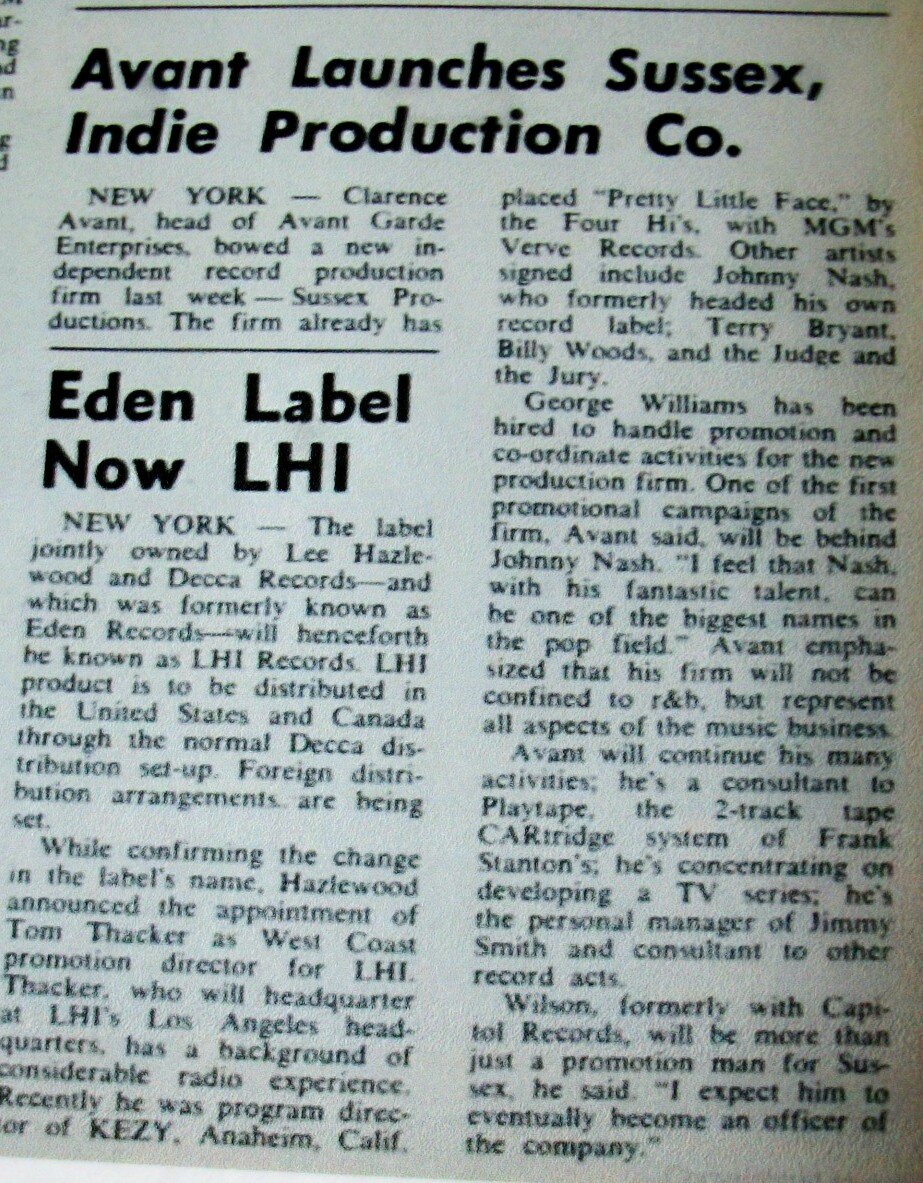 Avant Launches Sussex,
Indie Production Co.
NEW YORK — Clarence
Avant, head of Avant Garde
Enterprises, bowed a new in-
dependent record production
firm last week — Sussex Pro-
ductions. The firm already has
placed "Pretty Little Face," by
the Four Hi's, with MGM's
Verve Records. Other artists
signed include Johnny Nash,
who formerly headed his own
record label; Terry Bryant,
Billy Woods, and the Judge and
the Jury.
George Williams has been
hired to handle promotion and
co-ordinate activities for the new
production firm. One of the first
promotional campaigns of the
firm, Avant said, will be behind
Johnny Nash. "I feel that Nash,
with his fantastic talent, can
be one of the biggest names in
the pop field." Avant empha-
sized that his firm will not be
confined to r&b, but represent
all aspects of the music business.
Avant will continue his many
activities; he's a consultant to
Playtape, the 2-track tape
CARtridge system of Frank
Stanton's; he's concentrating on
developing a TV series; he's
the personal manager of Jimmy
Smith and consultant to other
record acts.
Wilson, formerly with Capi-
tol Records, will be more than
just a promotion man for Sus-
sex, he said. "I expect him to
eventually become an officer of
the company."
Eden Label
Now LHI
NEW YORK — The label
jointly owned by Lee Hazle-
wood and Decca Records—and
which was formerly known as
Eden Records—will henceforth
be known as LHI Records. LHI
product is to be distributed in
the United States and Canada
through the normal Decca dis-
tribution set-up. Foreign distri-
bution arrangements are being
set.
While confirming the change
in the label's name, Hazlewood
announced the appointment of
Tom Thacker as West Coast
promotion director for LHI.
Thacker, who will headquarter
at LHI's Los Angeles head-
quarters, has a background of
considerable radio experience.
Recently he was program direc-
tor of KEZY, Anaheim, Calif.